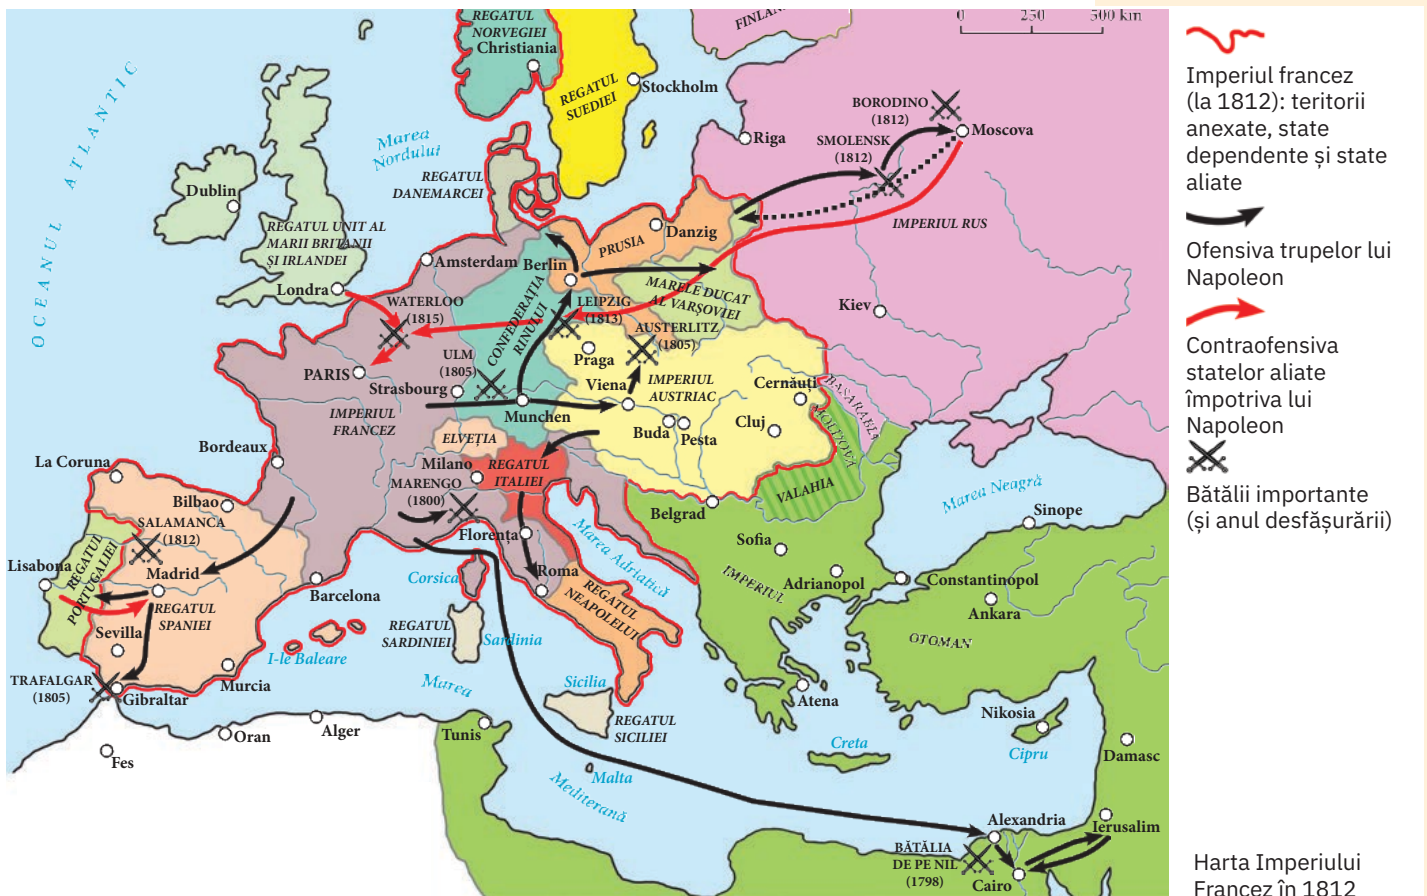 REGATUL
NORVEGIEI
Christiania
FINLAN
0 250 500 km
REGATUL
SUEDIEI
Stockholm
OCEANUL ATLANTIC
Marea
Nordului
BORODINO
(1812)
Moscova
Riga
SMOLENSK
(1812)
REGATUL
DANEMARCEI
Dublin
REGATUL UNIT AL
MARII BRITANII
ȘI IRLANDEI
IMPERIUL RUS
PRUSIA
Danzig
Amsterdam
Berlin
Londra
WATERLOO
(1815)
CONFEDERAȚIA
RINULUI
LEIPZIG
(1813)
MARELE DUCAT
AL VARȘOVIEI
Kiev
AUSTERLITZ
(1805)
ULM
(1805)
Praga
PARIS
Strasbourg
Viena
IMPERIUL
AUSTRIAC
Cernăuți
BASARABIA
MOLDOVA
IMPERIUL
FRANCEZ
Munchen
Buda
Pesta
Cluj
ELVEȚIA
Bordeaux
La Coruna
Milano
REGATUL
ITALIEI
MARENGO
(1800)
VALAHIA
Marea Neagră
Bilbao
Belgrad
Sinope
SALAMANCA
(1812)
Florența
Marea Adriatică
Sofia
Lisabona
REGATUL
PORTUGALIEI
Madrid
Corsica
Roma
IMPERIUL
OTOMAN
Adrianopol
Constantinopol
Ankara
Barcelona
REGATUL
SPANIEI
REGATUL
NEAPOLELUI
REGATUL
SARDINIEI
Sardinia
Sevilla
I-le Baleare
TRAFALGAR
(1805)
Gibraltar
Murcia
Marea
Mediterană
Sicilia
REGATUL
SICILIEI
Atena
Nikosia
Cipru
Creta
Damasc
Oran
Alger
Tunis
Fes
Malta
Alexandria
Ierusalim
BĂTĂLIA
DE PE NIL
(1798)
Cairo
Imperiul francez
(la 1812): teritorii
anexate, state
dependente și state
aliate
Ofensiva trupelor lui
Napoleon
Contraofensiva
statelor aliate
împotriva lui
Napoleon
Bătălii importante
(și anul desfășurării)
Harta Imperiului
Francez în 1812